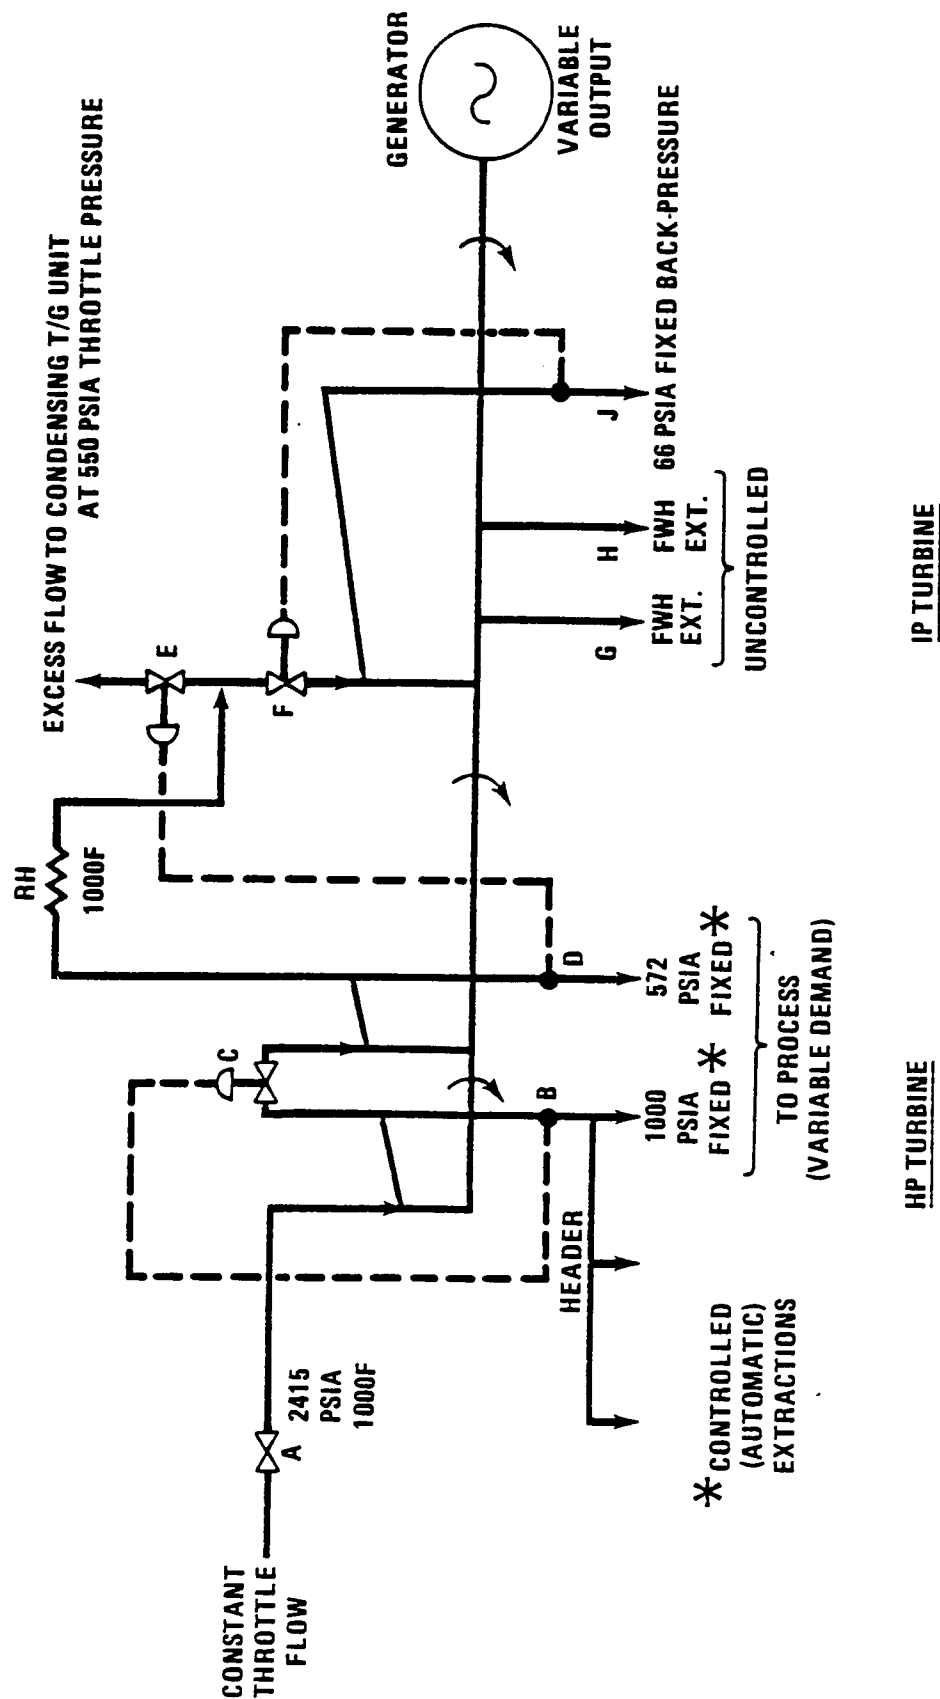 EXCESS FLOW TO CONDENSING T/G UNIT
AT 550 PSIA THROTTLE PRESSURE
GENERATOR
VARIABLE
OUTPUT
RH
1000F
E
F
C
CONSTANT
THROTTLE
FLOW
A
2415
PSIA
1000F
HEADER
B
1000
PSIA
FIXED*
D
572
PSIA
FIXED*
TO PROCESS
(VARIABLE DEMAND)
G
FWH
EXT.
H
FWH
EXT.
UNCONTROLLED
J
66 PSIA FIXED BACK-PRESSURE
*CONTROLLED
(AUTOMATIC)
EXTRACTIONS
HP TURBINE
IP TURBINE